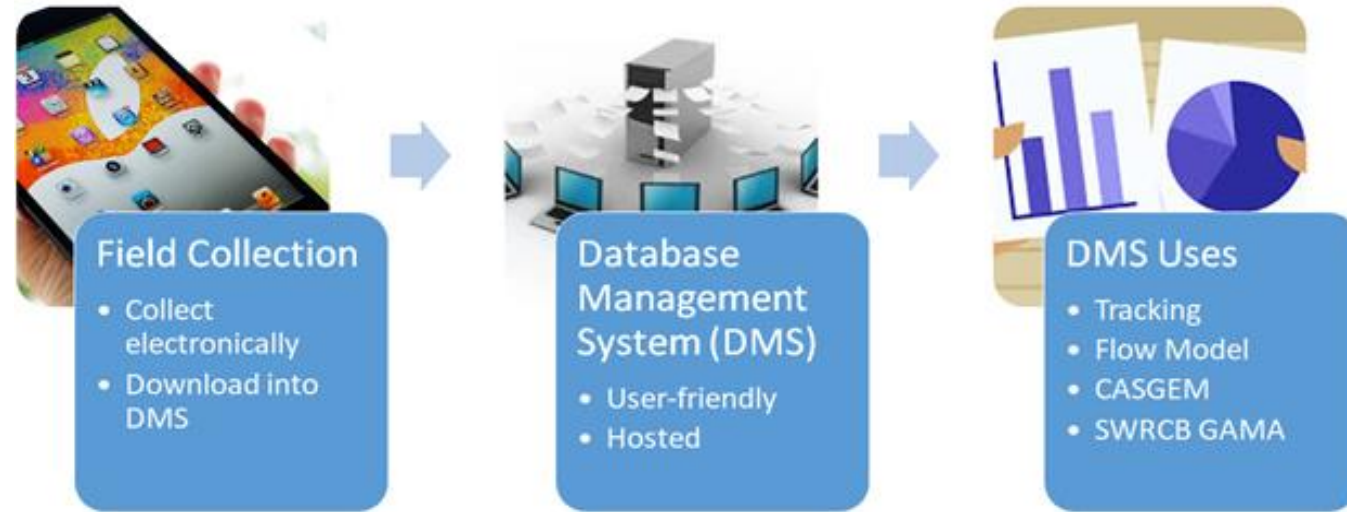 Field Collection
• Collect
electronically
• Download into
DMS
Database
Management
System (DMS)
• User-friendly
• Hosted
DMS Uses
• Tracking
• Flow Model
• CASGEM
• SWRCB GAMA